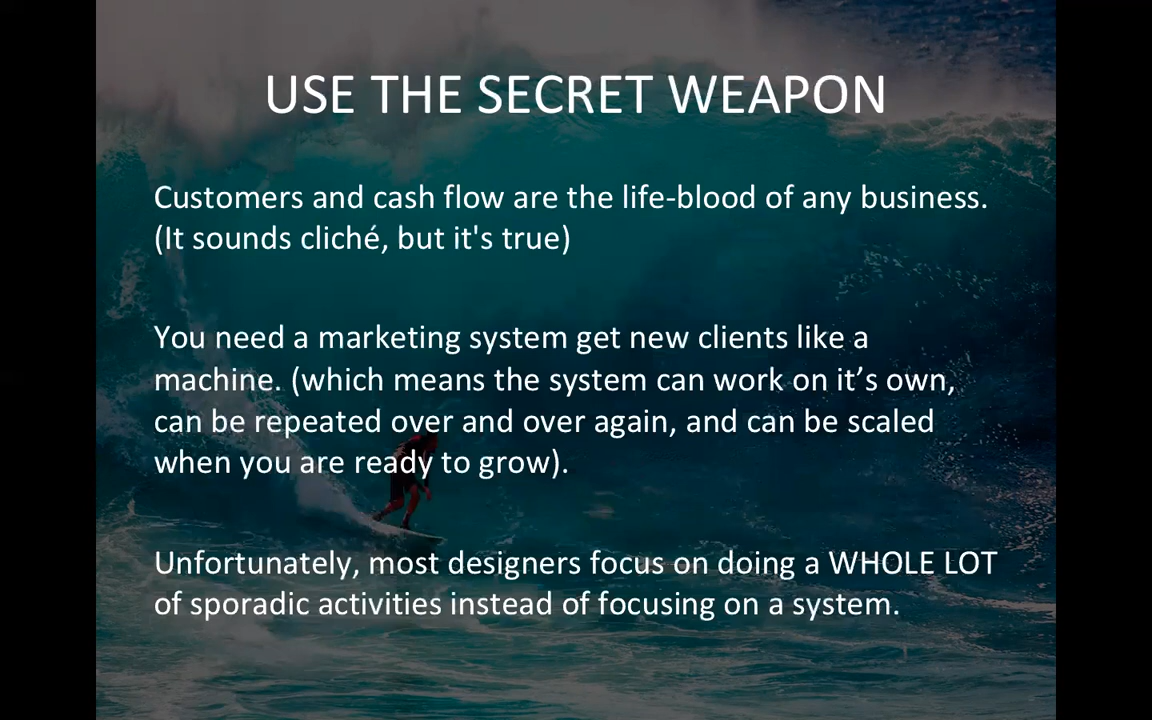 USE THE SECRET WEAPON
Customers and cash flow are the life-blood of any business.
(It sounds cliché, but it's true)
You need a marketing system get new clients like a
machine. (which means the system can work on it’s own,
can be repeated over and over again, and can be scaled
when you are ready to grow).
Unfortunately, most designers focus on doing a WHOLE LOT
of sporadic activities instead of focusing on a system.